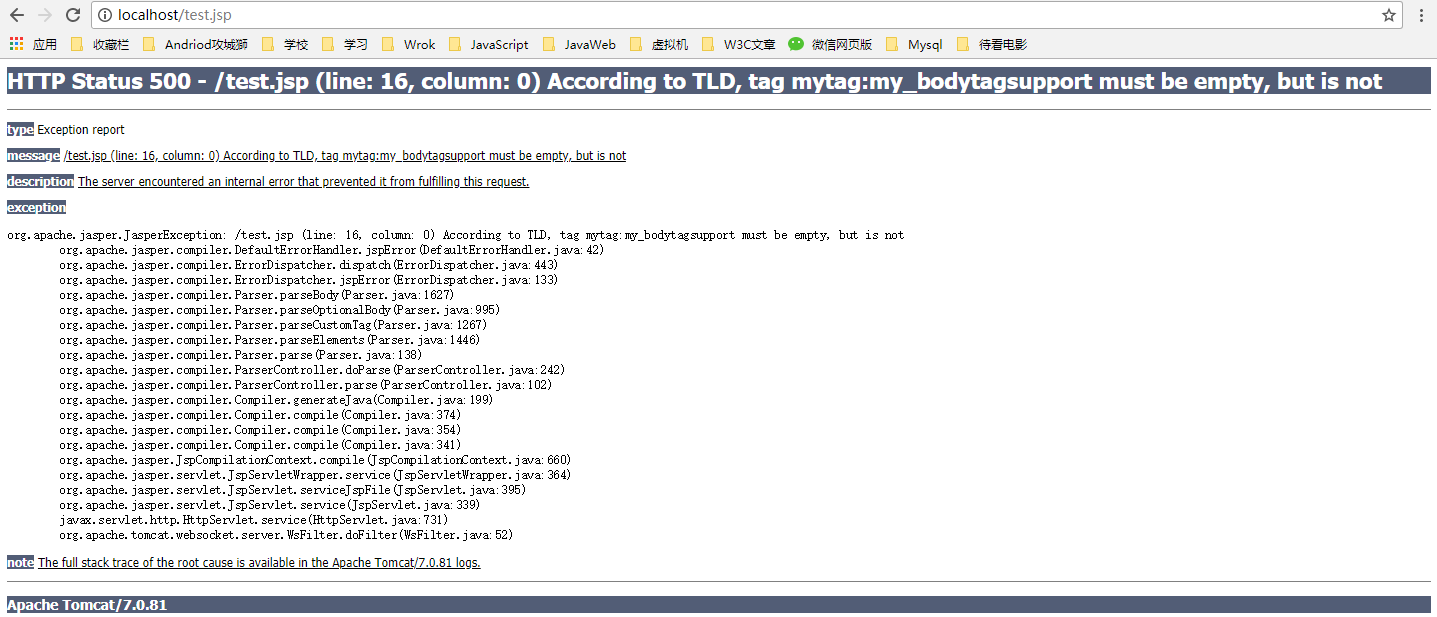 localhost/test.jsp
应用 收藏栏 Andriod攻城狮 学校 学习 Wrok JavaScript JavaWeb 虚拟机 W3C文章 微信网页版 Mysql 待看电影
HTTP Status 500 - /test.jsp (line: 16, column: 0) According to TLD, tag mytag:my_bodytagsupport must be empty, but is not
type Exception report
message /test.jsp (line: 16, column: 0) According to TLD, tag mytag:my_bodytagsupport must be empty, but is not
description The server encountered an internal error that prevented it from fulfilling this request.
exception
org.apache.jasper.JasperException: /test.jsp (line: 16, column: 0) According to TLD, tag mytag:my_bodytagsupport must be empty, but is not
org.apache.jasper.compiler.DefaultErrorHandler.jspError(DefaultErrorHandler.java:42)
org.apache.jasper.compiler.ErrorDispatcher.dispatch(ErrorDispatcher.java:443)
org.apache.jasper.compiler.ErrorDispatcher.jspError(ErrorDispatcher.java:133)
org.apache.jasper.compiler.Parser.parseBody(Parser.java:1627)
org.apache.jasper.compiler.Parser.parseOptionalBody(Parser.java:995)
org.apache.jasper.compiler.Parser.parseCustomTag(Parser.java:1267)
org.apache.jasper.compiler.Parser.parseElements(Parser.java:1446)
org.apache.jasper.compiler.Parser.parse(Parser.java:138)
org.apache.jasper.compiler.ParserController.doParse(ParserController.java:242)
org.apache.jasper.compiler.ParserController.parse(ParserController.java:102)
org.apache.jasper.compiler.Compiler.generateJava(Compiler.java:199)
org.apache.jasper.compiler.Compiler.compile(Compiler.java:374)
org.apache.jasper.compiler.Compiler.compile(Compiler.java:354)
org.apache.jasper.compiler.Compiler.compile(Compiler.java:341)
org.apache.jasper.JspCompilationContext.compile(JspCompilationContext.java:660)
org.apache.jasper.servlet.JspServletWrapper.service(JspServletWrapper.java:364)
org.apache.jasper.servlet.JspServlet.serviceJspFile(JspServlet.java:395)
org.apache.jasper.servlet.JspServlet.service(JspServlet.java:339)
javax.servlet.http.HttpServlet.service(HttpServlet.java:731)
org.apache.tomcat.websocket.server.WsFilter.doFilter(WsFilter.java:52)
note The full stack trace of the root cause is available in the Apache Tomcat/7.0.81 logs.
Apache Tomcat/7.0.81